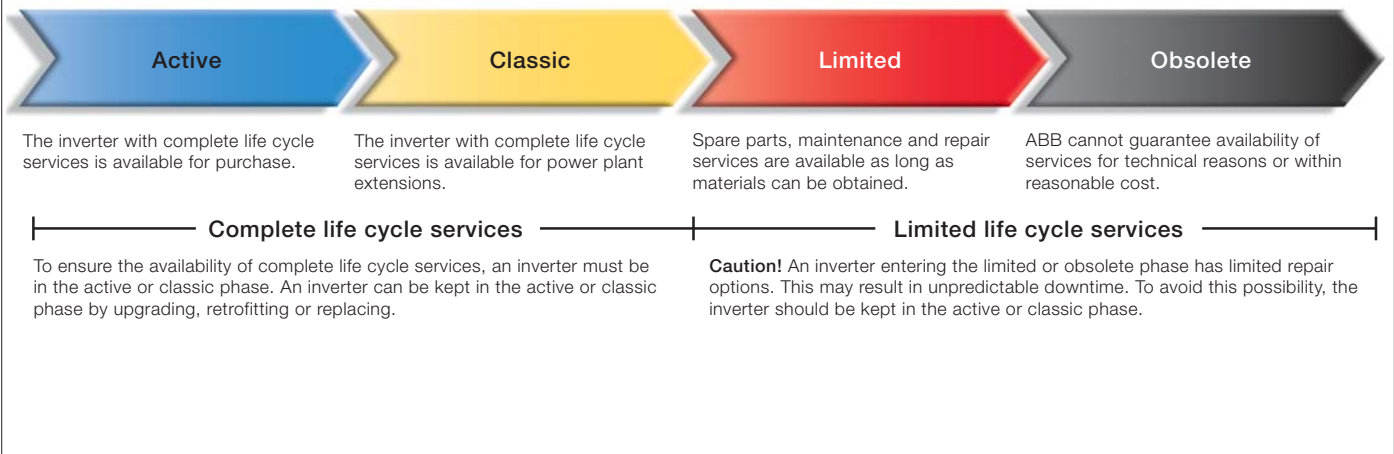 Active
Classic
Limited
Obsolete
The inverter with complete life cycle
services is available for purchase.
The inverter with complete life cycle
services is available for power plant
extensions.
Spare parts, maintenance and repair
services are available as long as
materials can be obtained.
ABB cannot guarantee availability of
services for technical reasons or within
reasonable cost.
Complete life cycle services
Limited life cycle services
To ensure the availability of complete life cycle services, an inverter must be
in the active or classic phase. An inverter can be kept in the active or classic
phase by upgrading, retrofitting or replacing.
Caution! An inverter entering the limited or obsolete phase has limited repair
options. This may result in unpredictable downtime. To avoid this possibility, the
inverter should be kept in the active or classic phase.